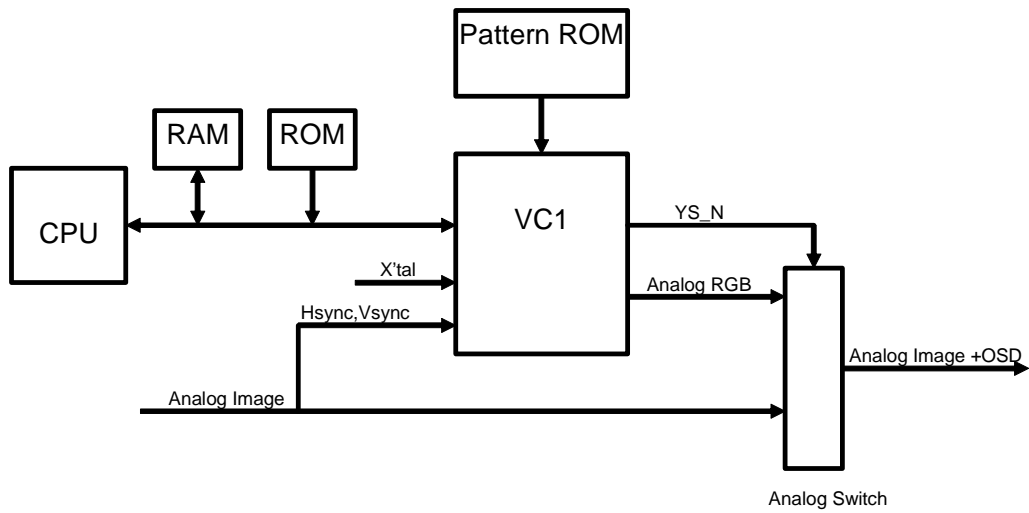 Pattern ROM
RAM
ROM
CPU
VC1
YS_N
X'tal
Analog RGB
Hsync,Vsync
Analog Image +OSD
Analog Image
Analog Switch